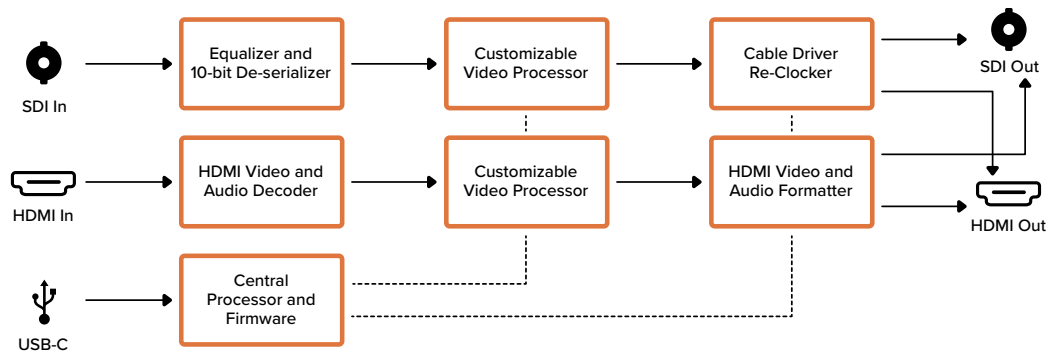 SDI In
Equalizer and
10-bit De-serializer
Customizable
Video Processor
Cable Driver
Re-Clocker
SDI Out
HDMI In
HDMI Video and
Audio Decoder
Customizable
Video Processor
HDMI Video and
Audio Formatter
HDMI Out
USB-C
Central
Processor and
Firmware